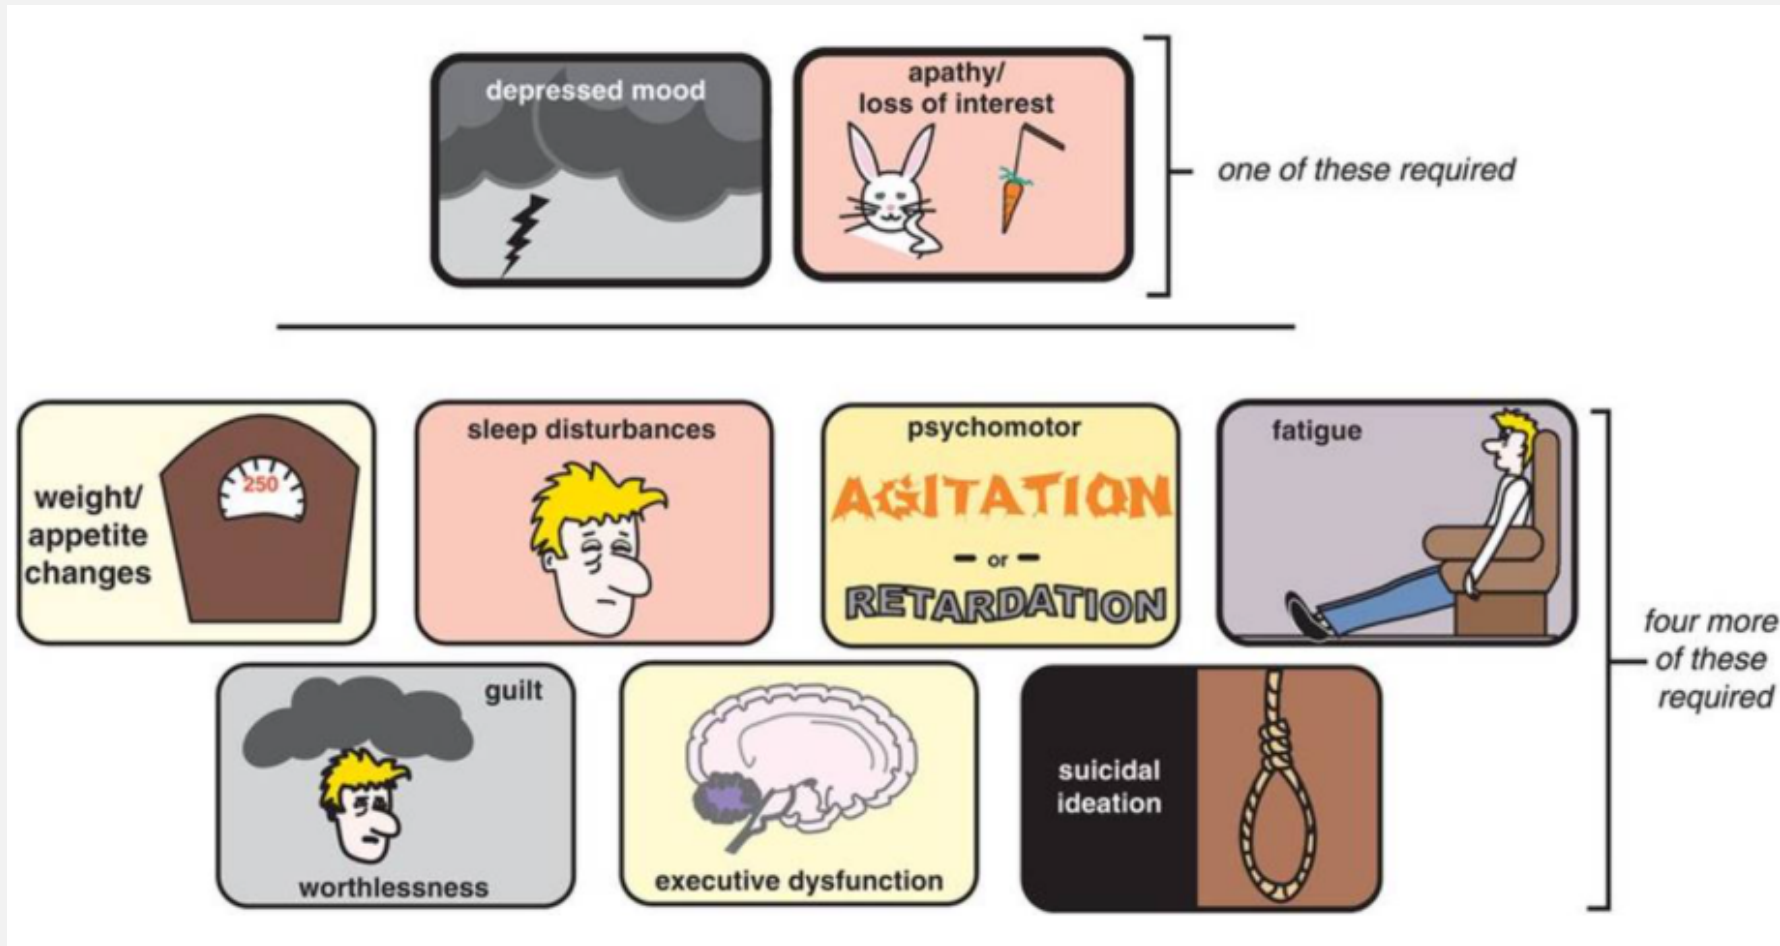 depressed mood
apathy/
loss of interest
one of these required
weight/
appetite
changes
250
sleep disturbances
psychomotor
AGITATION
- or -
RETARDATION
fatigue
guilt
worthlessness
executive dysfunction
suicidal
ideation
four more
of these
required